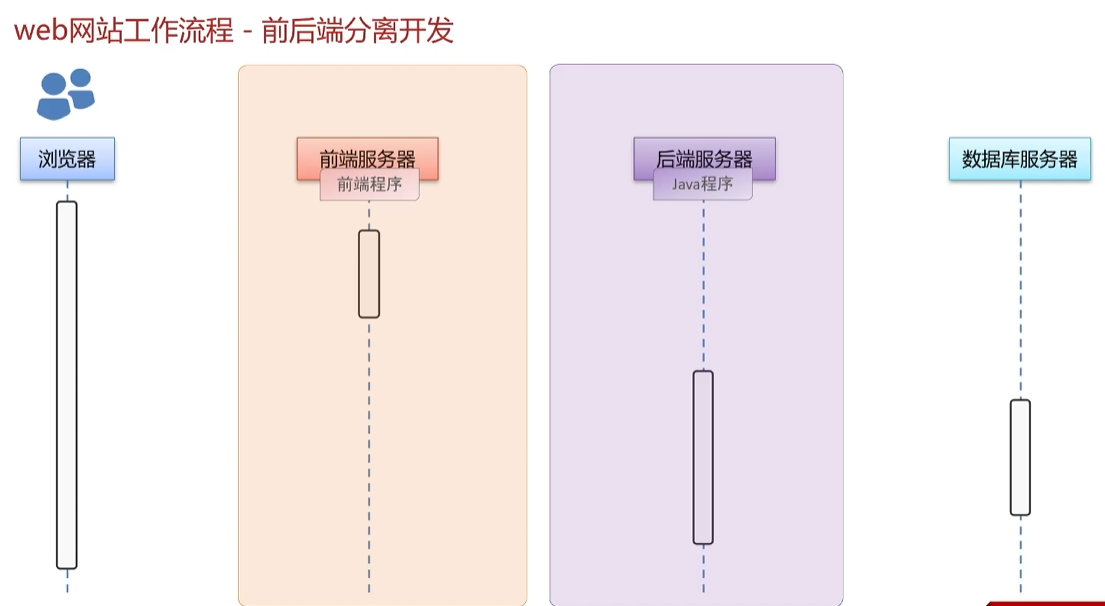 web网站工作流程 - 前后端分离开发
浏览器
前端服务器
前端程序
后端服务器
Java程序
数据库服务器